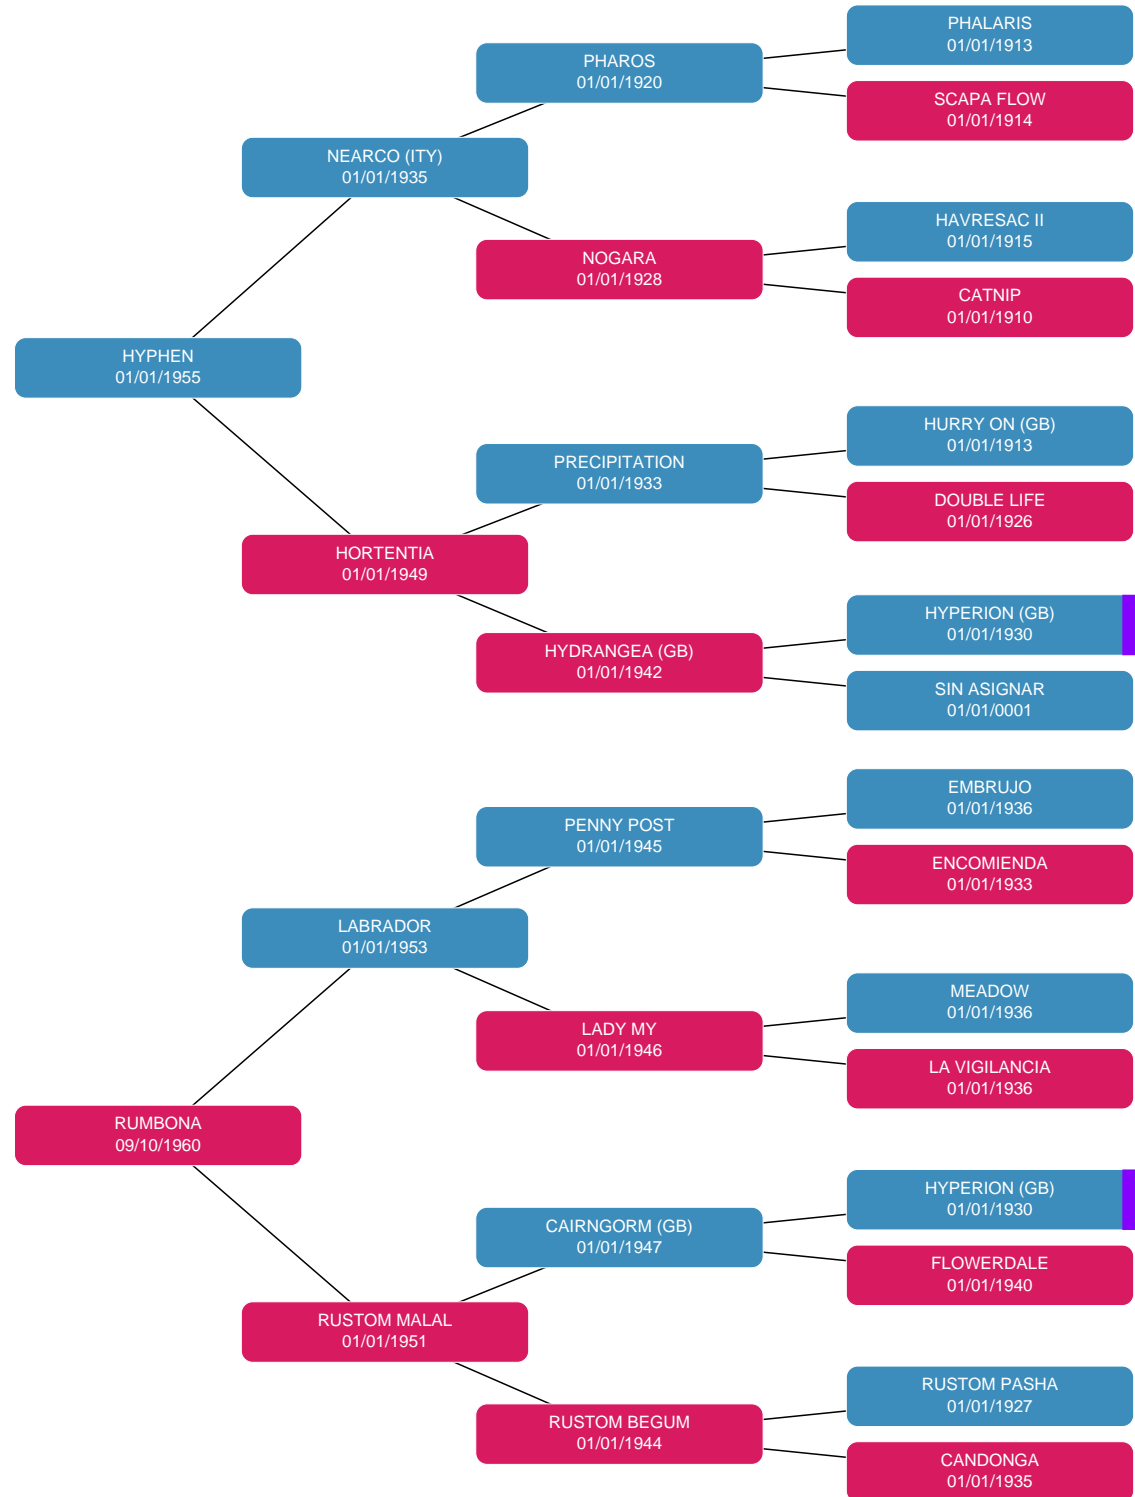 PHALARIS
01/01/1913
PHAROS
01/01/1920
SCAPA FLOW
01/01/1914
NEARCO (ITY)
01/01/1935
HAVRESAC II
01/01/1915
NOGARA
01/01/1928
CATNIP
01/01/1910
HYPHEN
01/01/1955
HURRY ON (GB)
01/01/1913
PRECIPITATION
01/01/1933
DOUBLE LIFE
01/01/1926
HORTENTIA
01/01/1949
HYPERION (GB)
01/01/1930
HYDRANGEA (GB)
01/01/1942
SIN ASIGNAR
01/01/0001
EMBRUJO
01/01/1936
PENNY POST
01/01/1945
ENCOMIENDA
01/01/1933
LABRADOR
01/01/1953
MEADOW
01/01/1936
LADY MY
01/01/1946
LA VIGILANCIA
01/01/1936
RUMBONA
09/10/1960
HYPERION (GB)
01/01/1930
CAIRNGORM (GB)
01/01/1947
FLOWERDALE
01/01/1940
RUSTOM MALAL
01/01/1951
RUSTOM PASHA
01/01/1927
RUSTOM BEGUM
01/01/1944
CANDONGA
01/01/1935